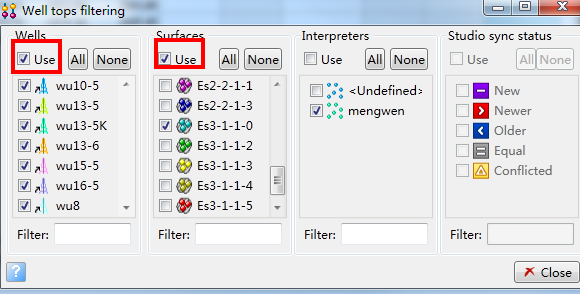 Well tops filtering
Wells
Use All None
wu10-5
wu13-5
wu13-5K
wu13-6
wu15-5
wu16-5
wu8
Filter:
Surfaces
Use All None
Es2-2-1-1
Es2-2-1-3
Es3-1-1-0
Es3-1-1-2
Es3-1-1-3
Es3-1-1-4
Es3-1-1-5
Filter:
Interpreters
Use All None
<Undefined>
mengwen
Filter:
Studio sync status
Use All None
New
Newer
Older
Equal
Conflicted
Filter:
? Close